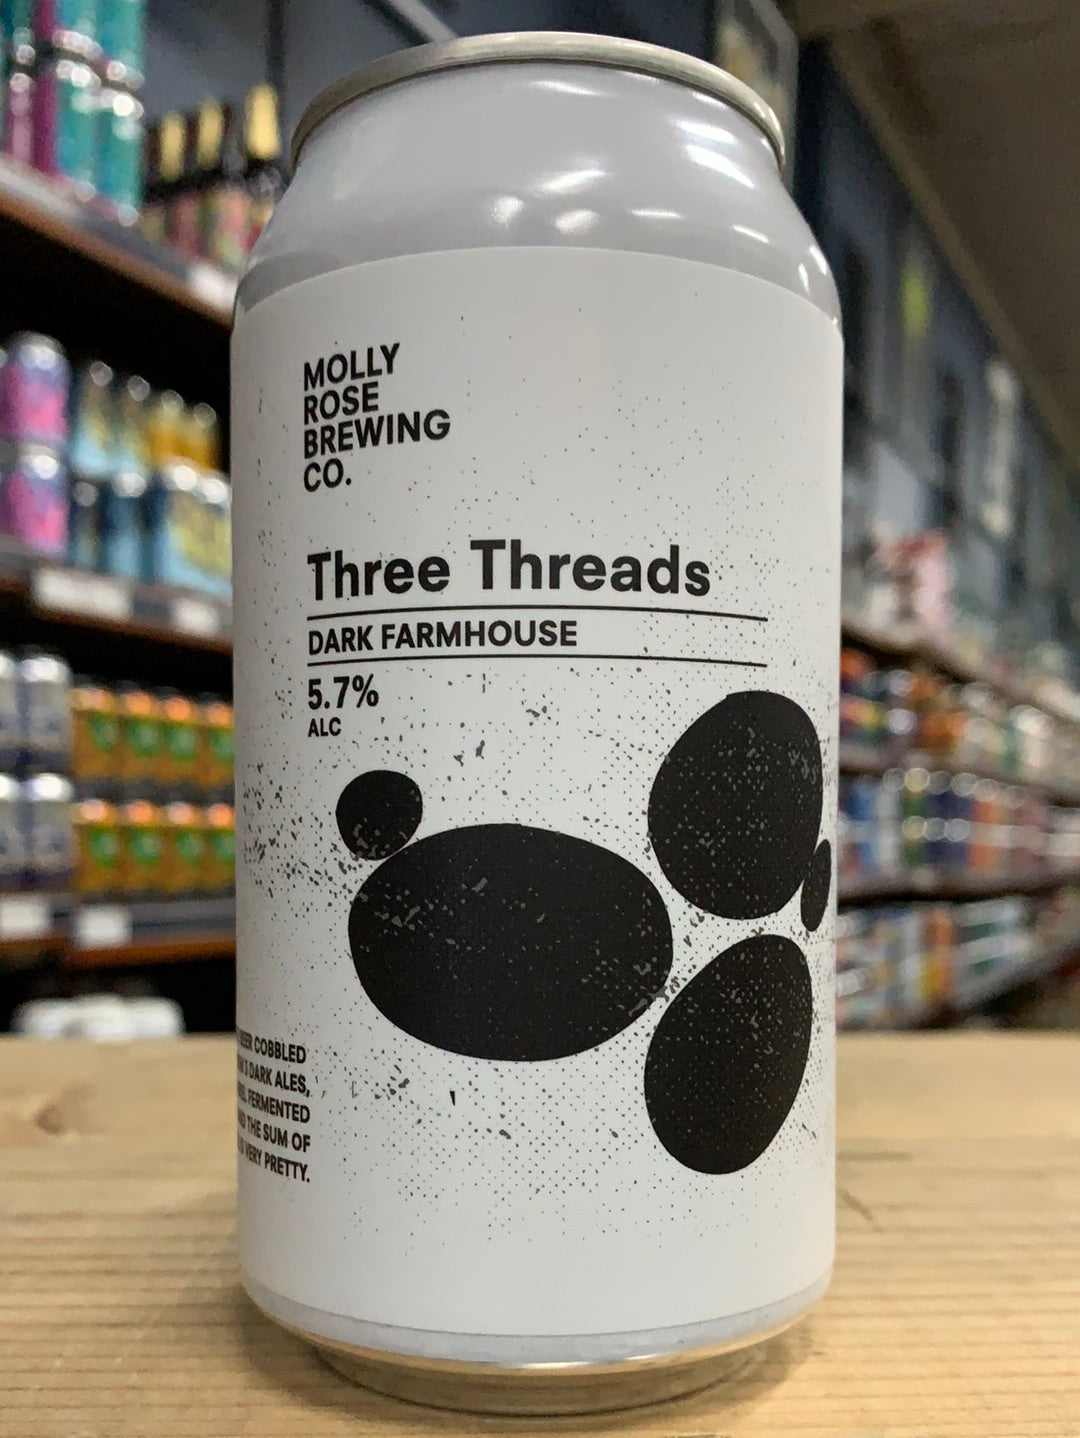 MOLLY
ROSE
BREWING
CO.
Three Threads
DARK FARMHOUSE
5.7%
ALC
BEER COBBLED
3 DARK ALES,
FERMENTED
THE SUM OF
VERY PRETTY.